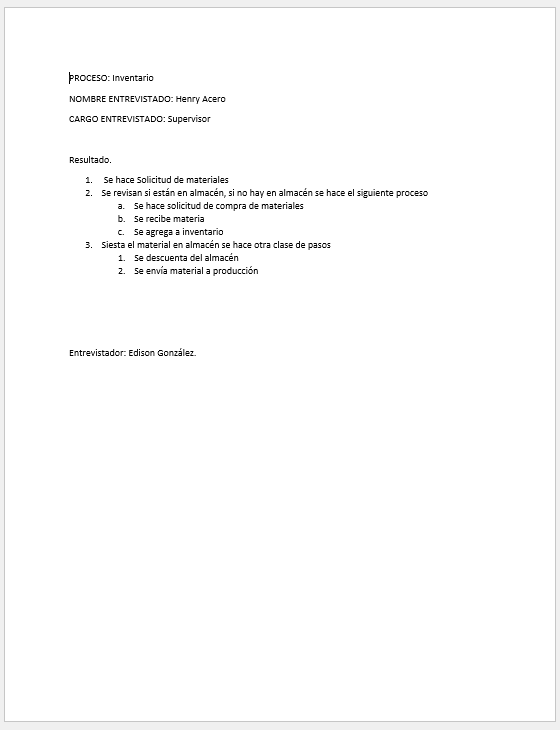 PROCESO: Inventario
NOMBRE ENTREVISTADO: Henry Acero
CARGO ENTREVISTADO: Supervisor
Resultado.
1. Se hace Solicitud de materiales
2. Se revisan si están en almacén, si no hay en almacén se hace el siguiente proceso
a. Se hace solicitud de compra de materiales
b. Se recibe materia
c. Se agrega a inventario
3. Siesta el material en almacén se hace otra clase de pasos
1. Se descuenta del almacén
2. Se envía material a producción
Entrevistador: Edison González.